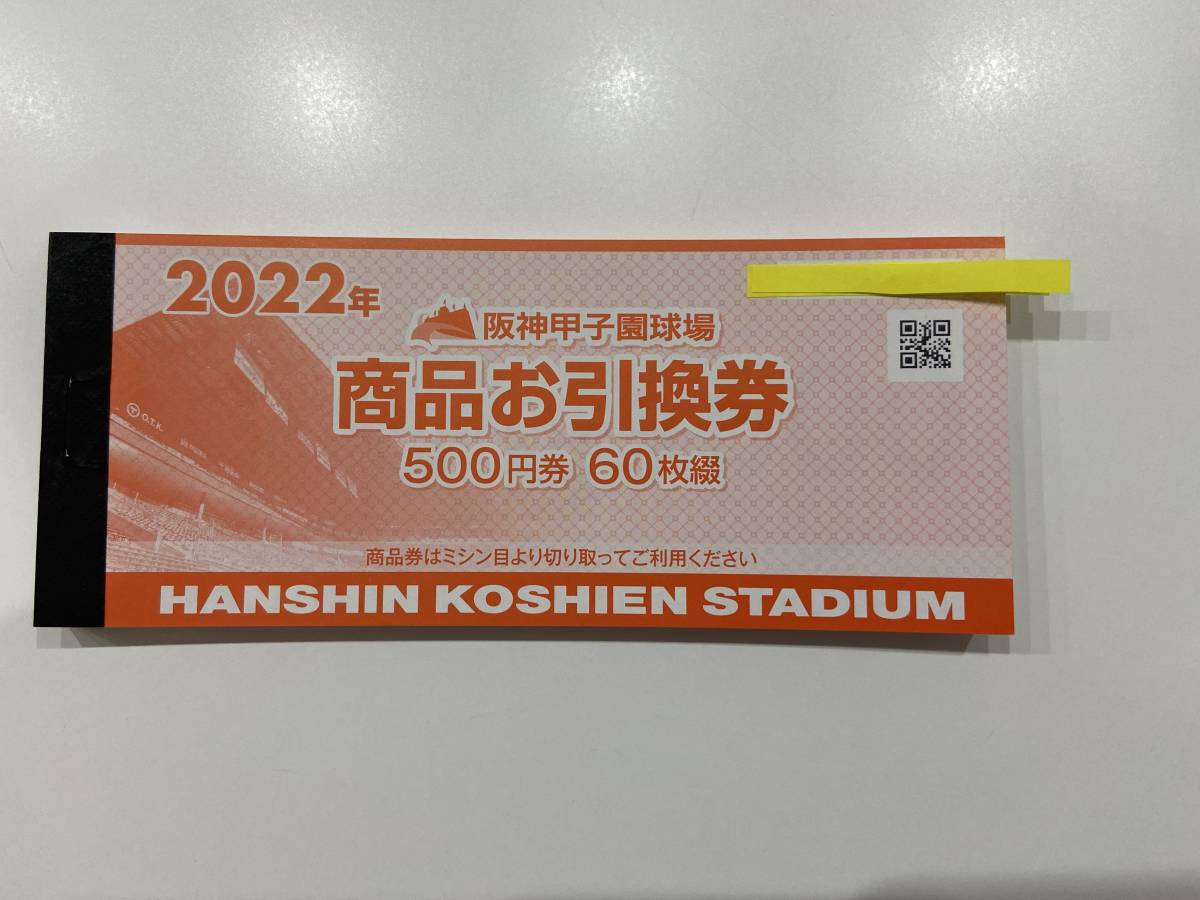 2022年
阪神甲子園球場
商品お引換券
500円券 60枚綴
T O.T.K.
商品券はミシン目より切り取ってご利用ください
HANSHIN KOSHIEN STADIUM